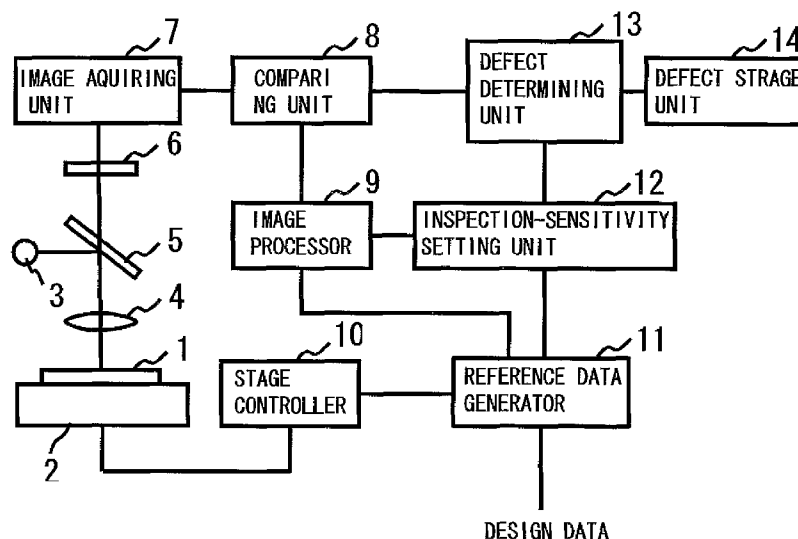 7
8
13
14
IMAGE AQUIRING
UNIT
COMPARI
NG UNIT
DEFECT
DETERMINING
UNIT
DEFECT STRAGE
UNIT
6
9
12
IMAGE
PROCESSOR
INSPECTION-SENSITIVITY
SETTING UNIT
5
3
4
1
10
11
STAGE
CONTROLLER
REFERENCE DATA
GENERATOR
2
DESIGN DATA